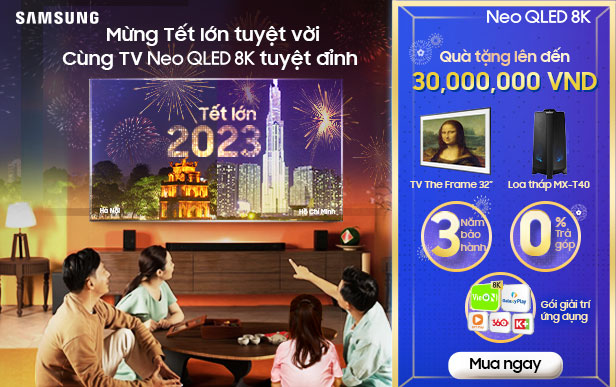 SAMSUNG
Mừng Tết lớn tuyệt vời
Cùng TV Neo QLED 8K tuyệt đỉnh
Tết lớn
2023
Hà Nội
Hồ Chí Minh
Neo QLED 8K
Quà tặng lên đến
30,000,000 VND
TV The Frame 32"
Loa tháp MX-T40
3 Năm
bảo
hành
0 %
Trả
góp
8K
VieON
Galaxy Play
360
K+
Gói giải trí
ứng dụng
Mua ngay